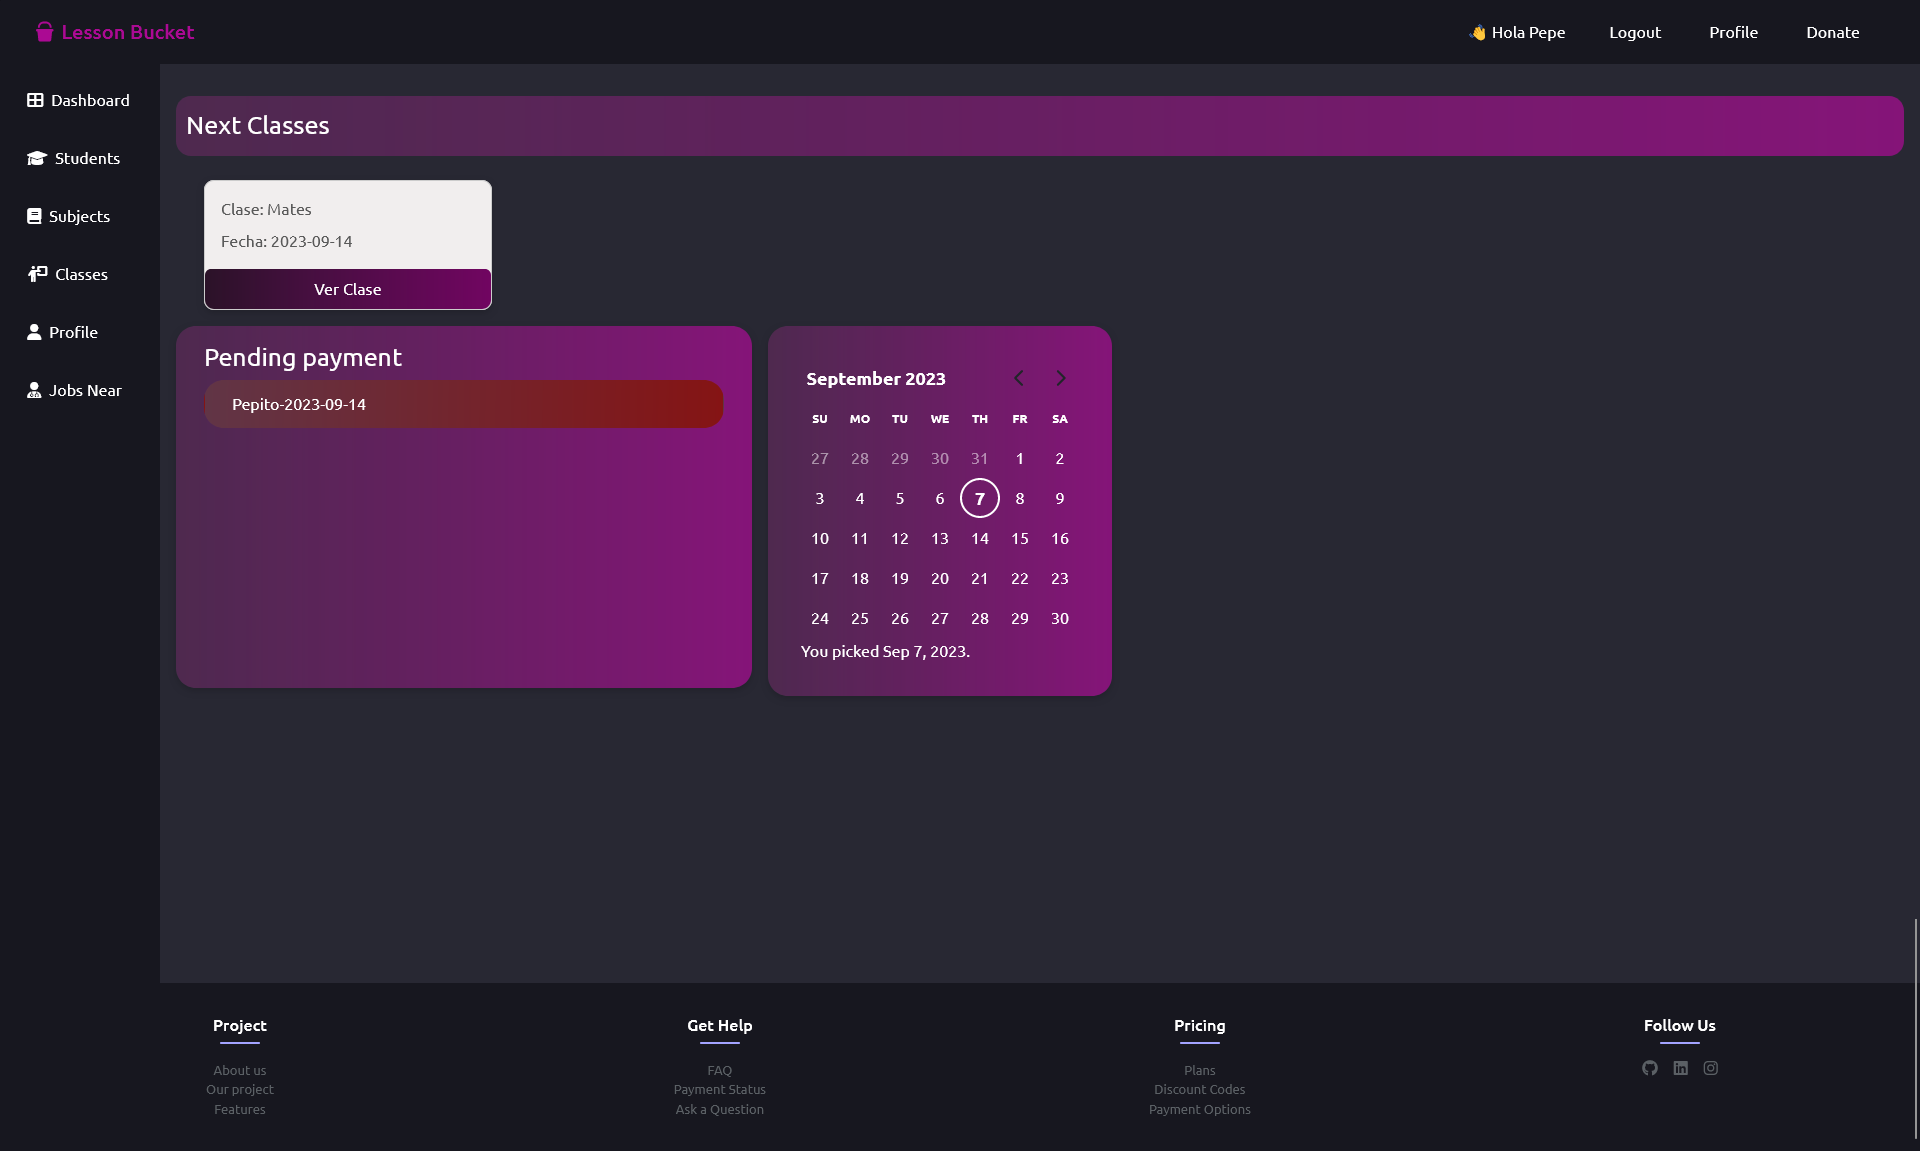 Lesson Bucket
👋 Hola Pepe
Logout
Profile
Donate
Dashboard
Students
Subjects
Classes
Profile
Jobs Near
Next Classes
Clase: Mates
Fecha: 2023-09-14
Ver Clase
Pending payment
Pepito-2023-09-14
September 2023
SU MO TU WE TH FR SA
27 28 29 30 31 1 2
3 4 5 6 7 8 9
10 11 12 13 14 15 16
17 18 19 20 21 22 23
24 25 26 27 28 29 30
You picked Sep 7, 2023.
Project
About us
Our project
Features
Get Help
FAQ
Payment Status
Ask a Question
Pricing
Plans
Discount Codes
Payment Options
Follow Us